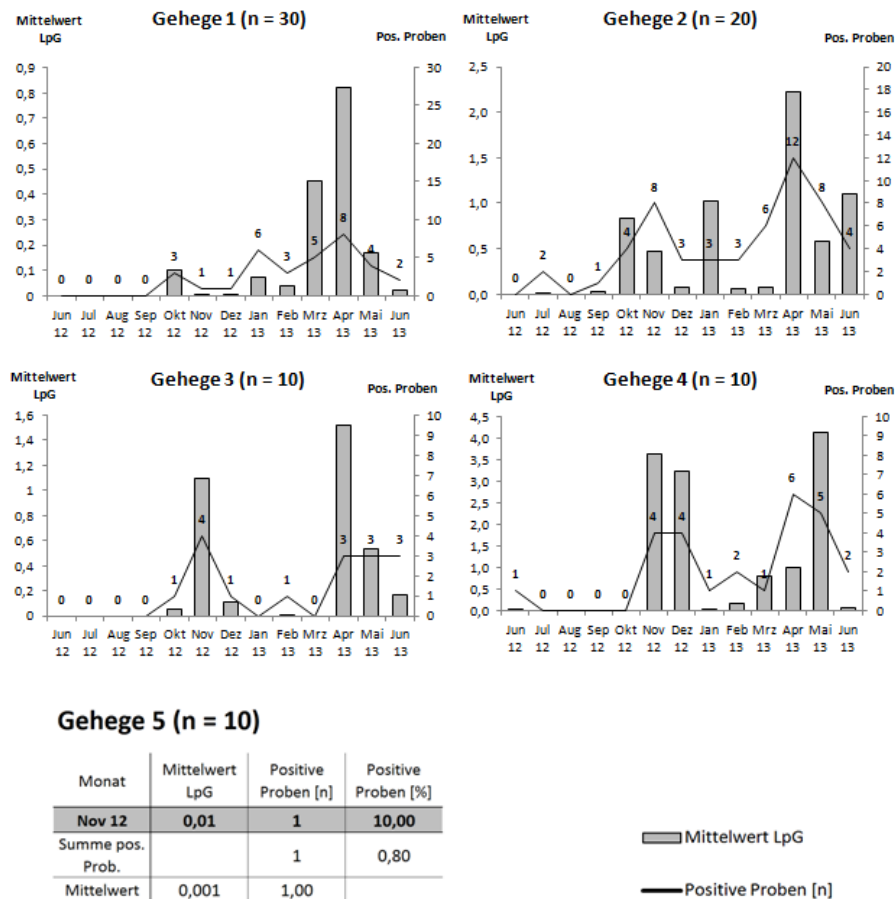 Gehege 1 (n = 30)
Mittelwert
LpG
Pos. Proben
0,9
0,8
0,7
0,6
0,5
0,4
0,3
0,2
0,1
0
30
25
20
15
10
5
0
0 0 0 0 3 1 1 6 3 5 8 4 2
Jun Jul Aug Sep Okt Nov Dez Jan Feb Mrz Apr Mai Jun
12 12 12 12 12 12 12 13 13 13 13 13 13
Gehege 2 (n = 20)
Mittelwert
LpG
Pos. Proben
2,5
2,0
1,5
1,0
0,5
0,0
20
18
16
14
12
10
8
6
4
2
0
0 2 0 1 4 8 3 3 3 6 12 8 4
Jun Jul Aug Sep Okt Nov Dez Jan Feb Mrz Apr Mai Jun
12 12 12 12 12 12 12 13 13 13 13 13 13
Gehege 3 (n = 10)
Mittelwert
LpG
Pos. Proben
1,6
1,4
1,2
1
0,8
0,6
0,4
0,2
0
10
9
8
7
6
5
4
3
2
1
0
0 0 0 0 1 4 1 0 1 0 3 3 3
Jun Jul Aug Sep Okt Nov Dez Jan Feb Mrz Apr Mai Jun
12 12 12 12 12 12 12 13 13 13 13 13 13
Gehege 4 (n = 10)
Mittelwert
LpG
Pos. Proben
4,5
4,0
3,5
3,0
2,5
2,0
1,5
1,0
0,5
0,0
10
9
8
7
6
5
4
3
2
1
0
1 0 0 0 0 4 4 1 2 1 6 5 2
Jun Jul Aug Sep Okt Nov Dez Jan Feb Mrz Apr Mai Jun
12 12 12 12 12 12 12 13 13 13 13 13 13
Gehege 5 (n = 10)
Monat Mittelwert Positive Positive
LpG Proben [n] Proben [%]
Nov 12 0,01 1 10,00
Summe pos.
Prob. 1 0,80
Mittelwert 0,001 1,00
Mittelwert LpG
Positive Proben [n]